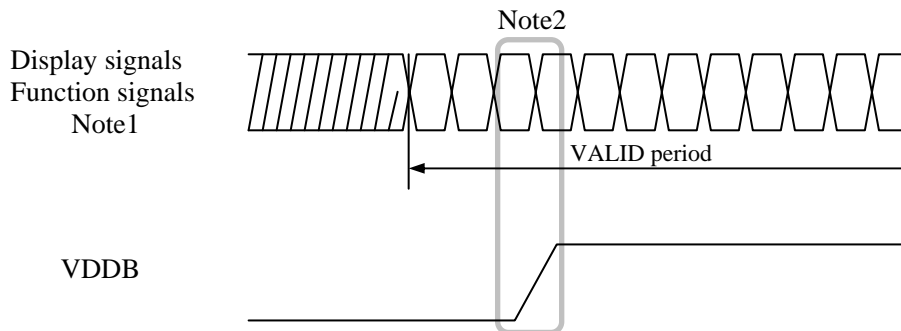 Note2
Display signals
Function signals
Note1
VALID period
VDDB